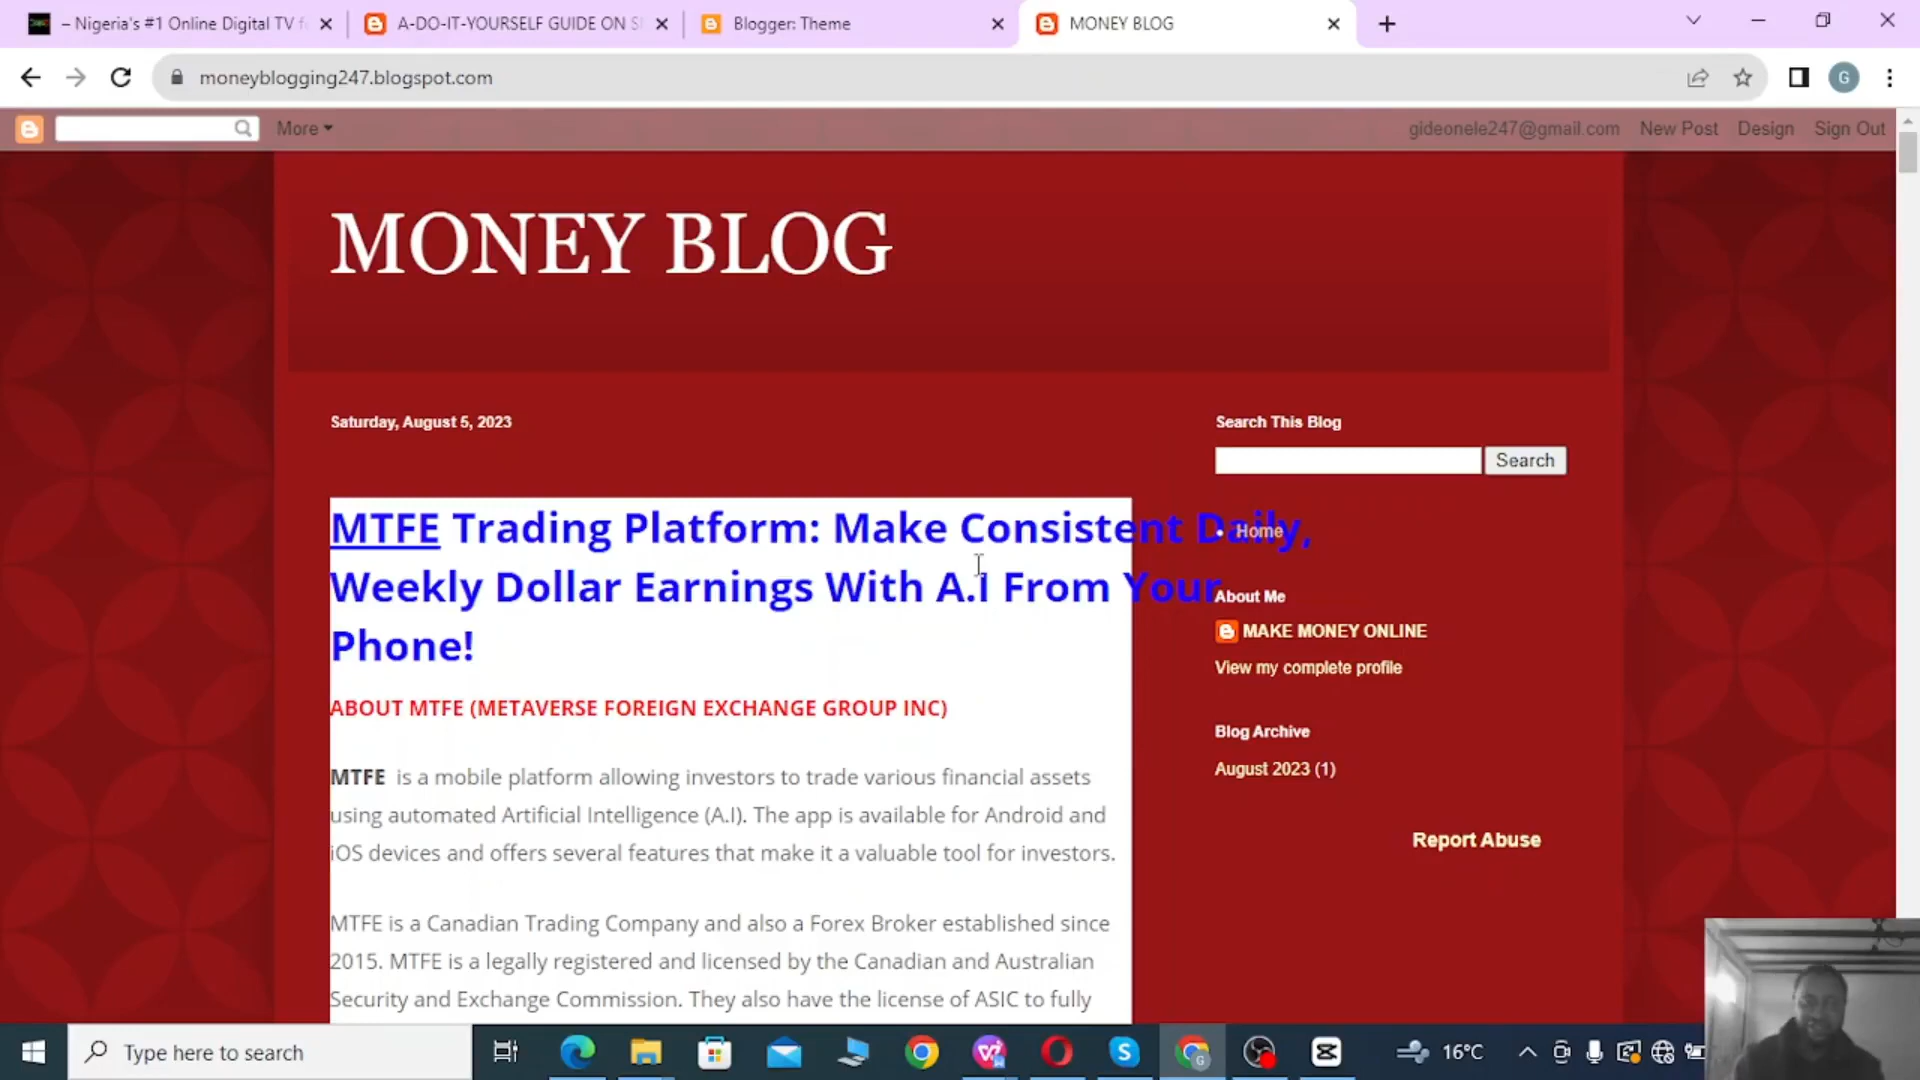 – Nigeria's #1 Online Digital TV f
A-DO-IT-YOURSELF GUIDE ON S
Blogger: Theme
MONEY BLOG
moneyblogging247.blogspot.com
G
More
gideonele247@gmail.com
New Post
Design
Sign Out
MONEY BLOG
Saturday, August 5, 2023
MTFE Trading Platform: Make Consistent Daily,
Weekly Dollar Earnings With A.I From Your
Phone!
ABOUT MTFE (METAVERSE FOREIGN EXCHANGE GROUP INC)
MTFE is a mobile platform allowing investors to trade various financial assets
using automated Artificial Intelligence (A.I). The app is available for Android and
iOS devices and offers several features that make it a valuable tool for investors.
MTFE is a Canadian Trading Company and also a Forex Broker established since
2015. MTFE is a legally registered and licensed by the Canadian and Australian
Security and Exchange Commission. They also have the license of ASIC to fully
Search This Blog
Search
Home
About Me
MAKE MONEY ONLINE
View my complete profile
Blog Archive
August 2023 (1)
Report Abuse
Type here to search
16°C